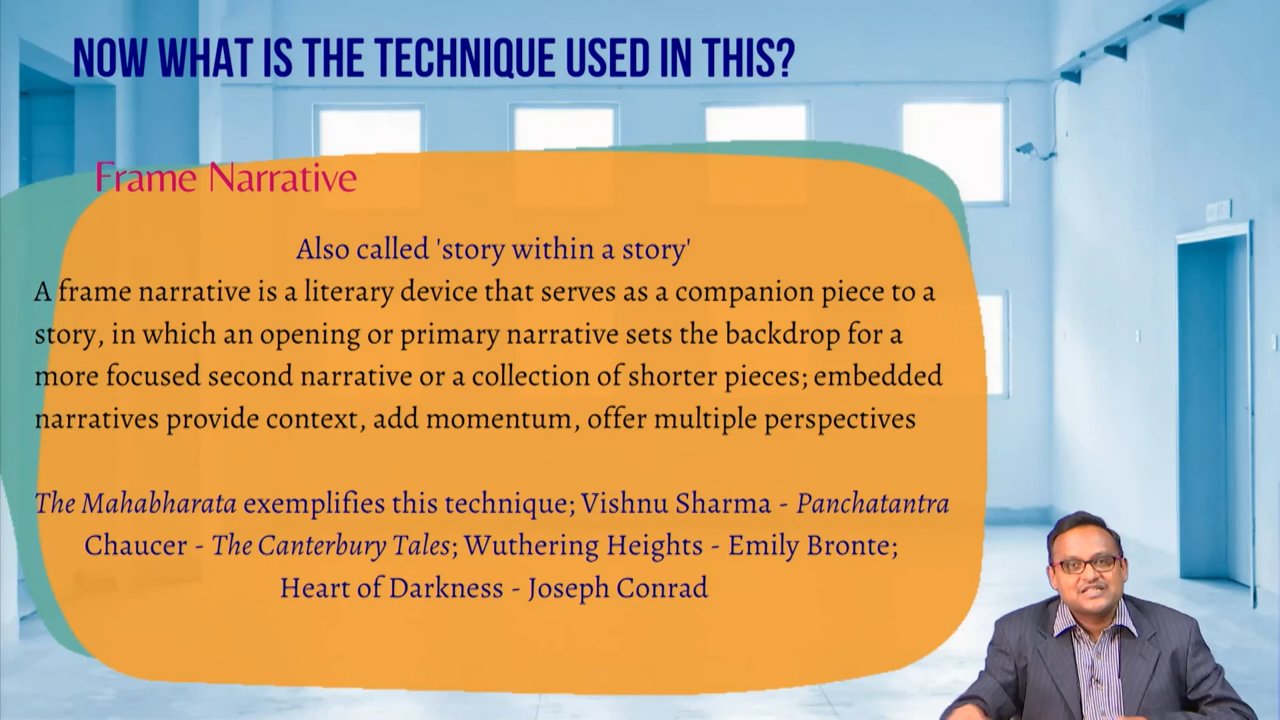 NOW WHAT IS THE TECHNIQUE USED IN THIS?
Frame Narrative
Also called 'story within a story'
A frame narrative is a literary device that serves as a companion piece to a
story, in which an opening or primary narrative sets the backdrop for a
more focused second narrative or a collection of shorter pieces; embedded
narratives provide context, add momentum, offer multiple perspectives
The Mahabharata exemplifies this technique; Vishnu Sharma - Panchatantra
Chaucer - The Canterbury Tales; Wuthering Heights - Emily Bronte;
Heart of Darkness - Joseph Conrad